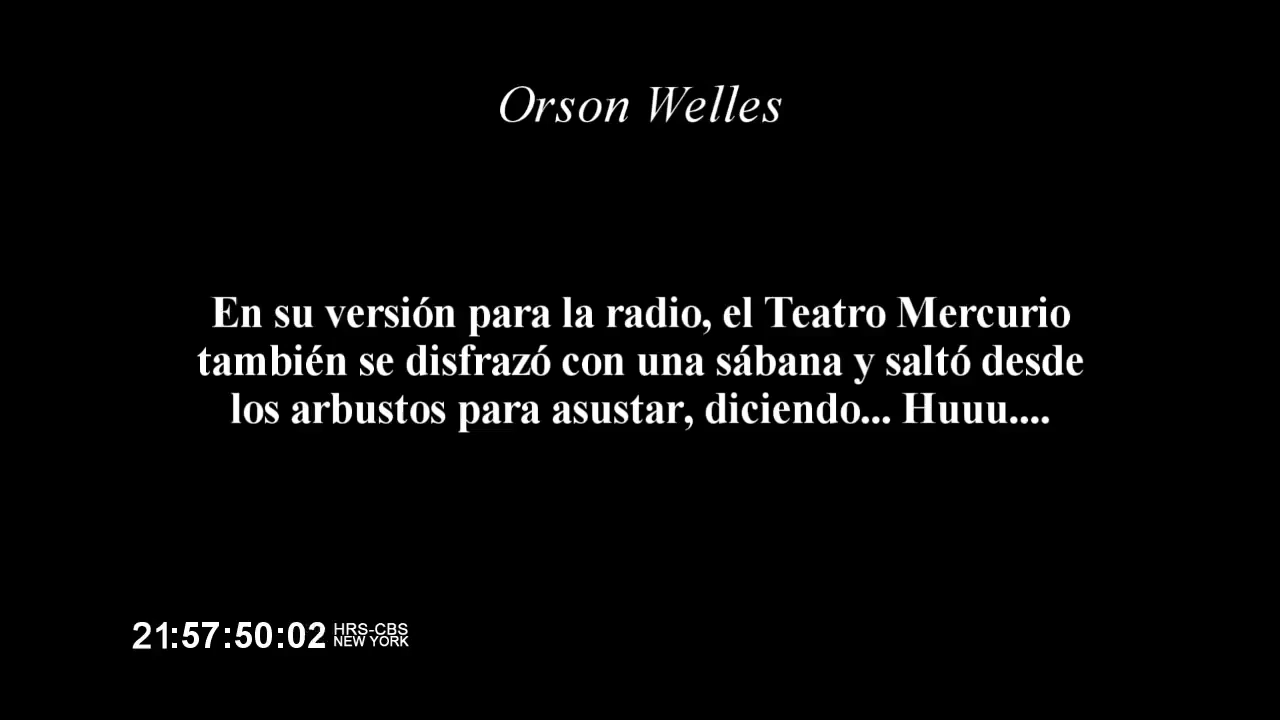 Orson Welles
En su versión para la radio, el Teatro Mercurio
también se disfrazó con una sábana y saltó desde
los arbustos para asustar, diciendo... Huuu....
21:57:50:02 HRS-CBS
NEW YORK